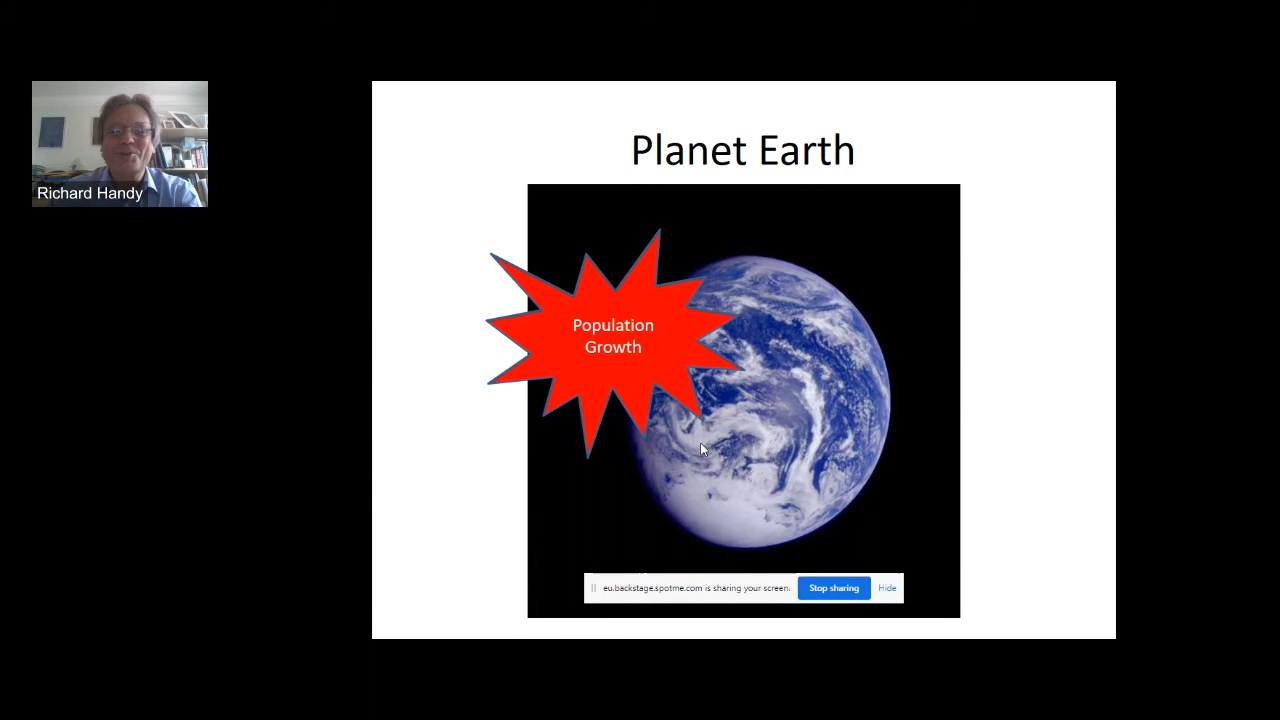 Planet Earth
Population
Growth
Richard Handy
eu.backstage.spotme.com is sharing your screen.
Stop sharing
Hide